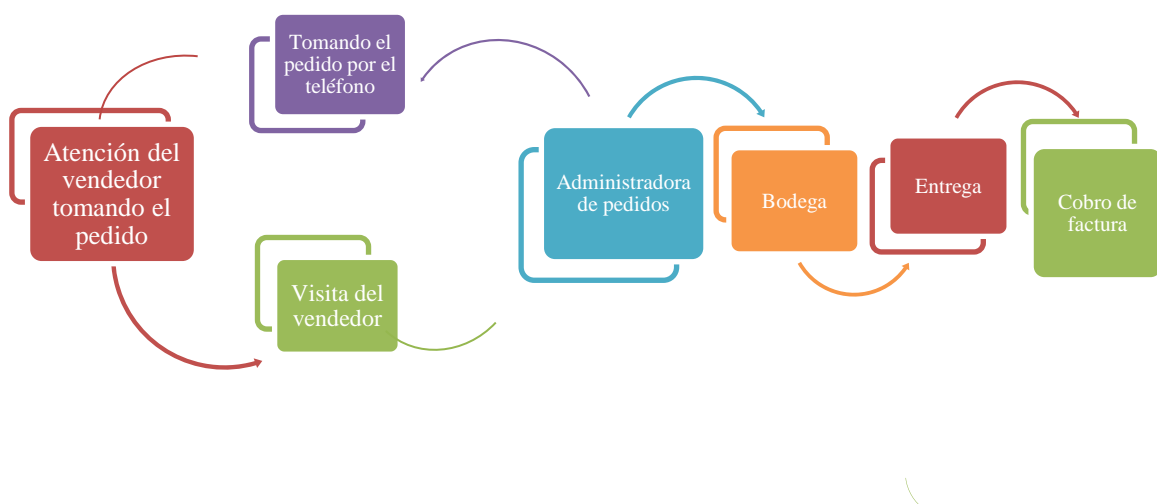 Tomando el
pedido por el
teléfono
Atención del
vendedor
tomando el
pedido
Visita del
vendedor
Administradora
de pedidos
Bodega
Entrega
Cobro de
factura